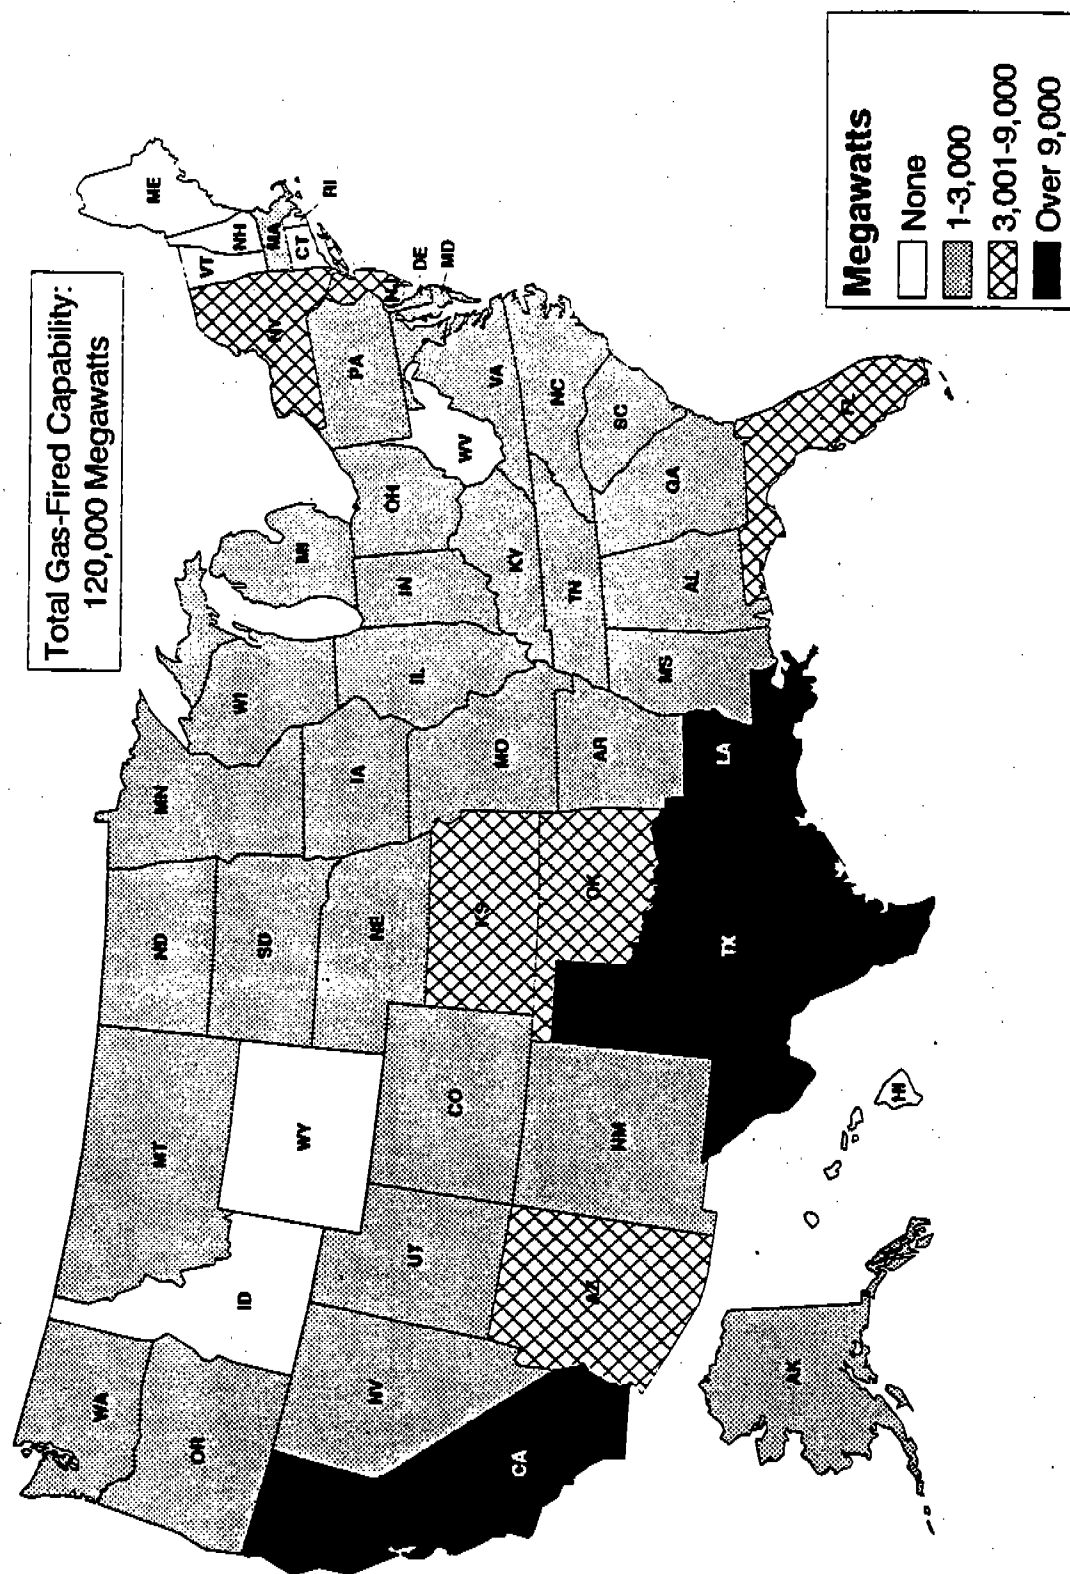 Total Gas-Fired Capability:
120,000 Megawatts
WA
MT
ND
MN
ME
VT
NH
OR
ID
SD
WI
MI
NY
MA
CT
RI
WY
NE
IA
PA
NJ
DE
MD
NV
UT
CO
KS
IL
IN
OH
WV
VA
CA
MO
KY
NC
AZ
NM
OK
AR
TN
SC
TX
LA
MS
AL
GA
FL
AK
HI
Megawatts
None
1-3,000
3,001-9,000
Over 9,000